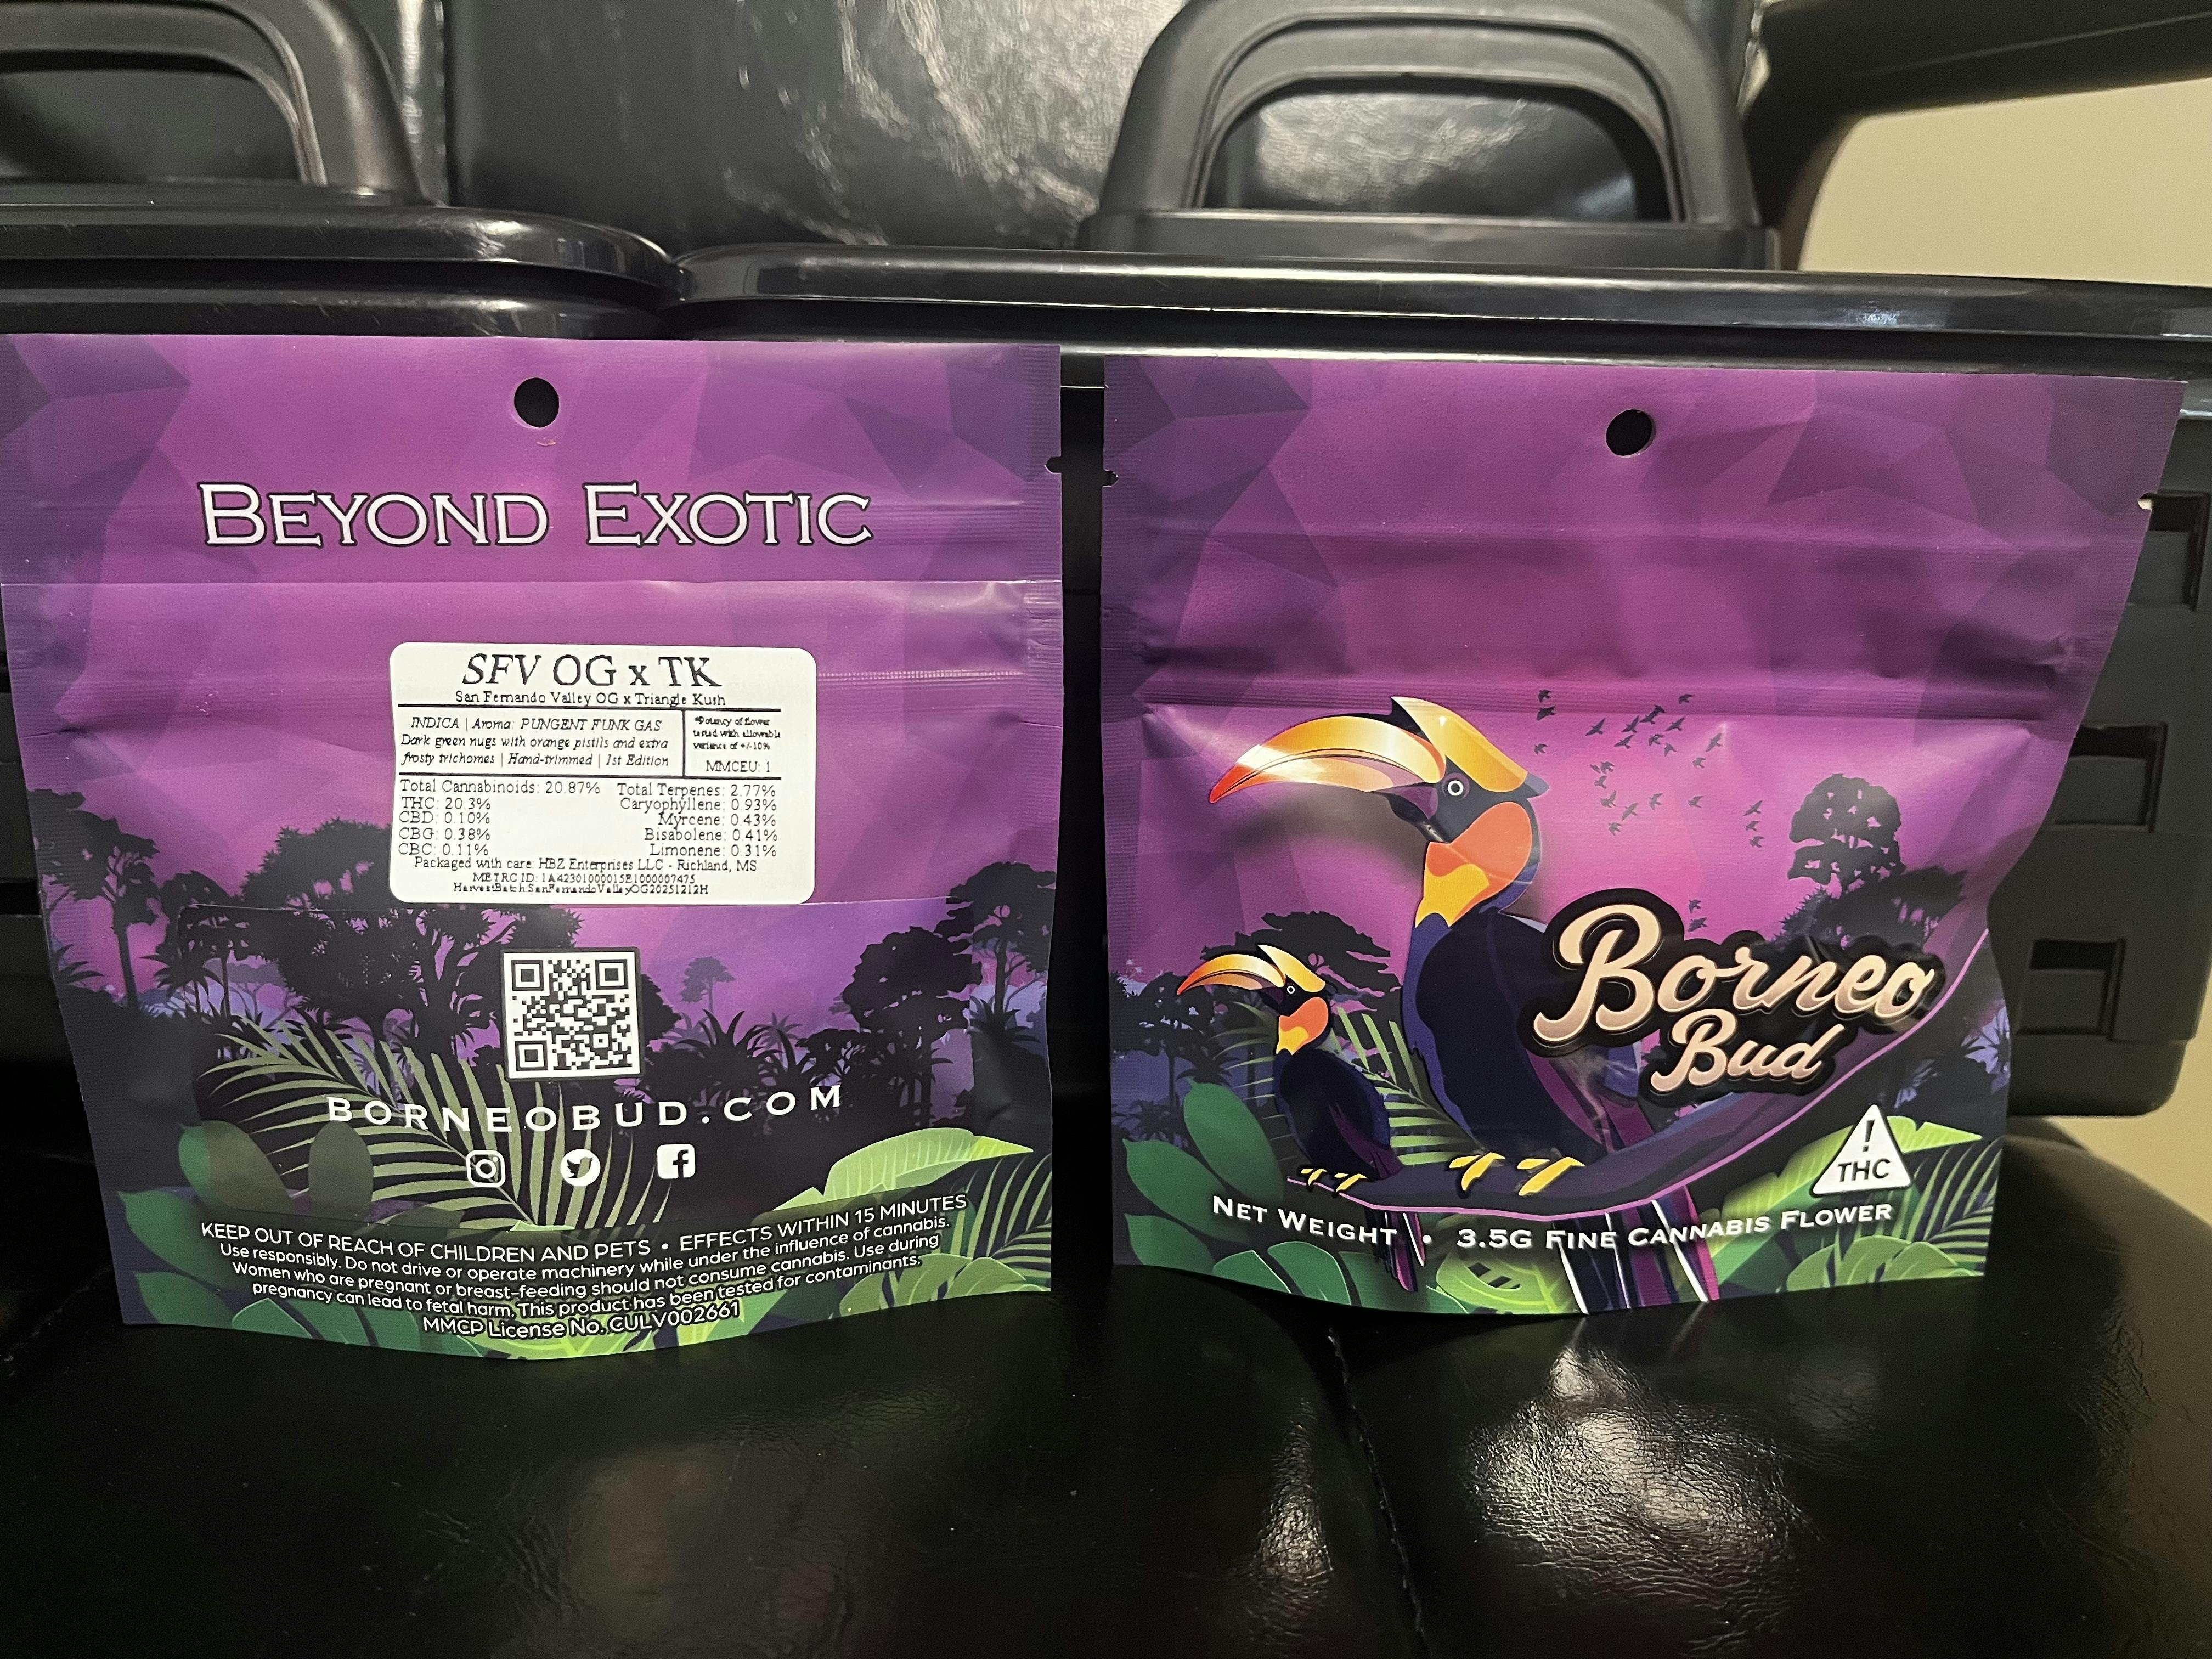 BEYOND EXOTIC
SFV OG x TK
San Fernando Valley OG x Triangle Kush
INDICA | Aroma: PUNGENT FUNK GAS
Dark green nugs with orange pistils and extra
frosty trichomes | Hand-trimmed | 1st Edition
*Potency of flower
tested with allowable
variance of +/-10%
MMCEU: 1
Total Cannabinoids: 20.87%
THC: 20.3%
CBD: 0.10%
CBG: 0.38%
CBC: 0.11%
Total Terpenes: 2.77%
Caryophyllene: 0.93%
Myrcene: 0.43%
Bisabolene: 0.41%
Limonene: 0.31%
Packaged with care: HBZ Enterprises LLC - Richland, MS
METRC ID: 1A42301000015E1000007475
HarvestBatch:SanFernandoValleyOG20251212H
BORNEOBUD.COM
KEEP OUT OF REACH OF CHILDREN AND PETS • EFFECTS WITHIN 15 MINUTES
Use responsibly. Do not drive or operate machinery while under the influence of cannabis.
Women who are pregnant or breast-feeding should not consume cannabis. Use during
pregnancy can lead to fetal harm. This product has been tested for contaminants.
MMCP License No. CULV002661
Borneo
Bud
!
THC
NET WEIGHT • 3.5G FINE CANNABIS FLOWER